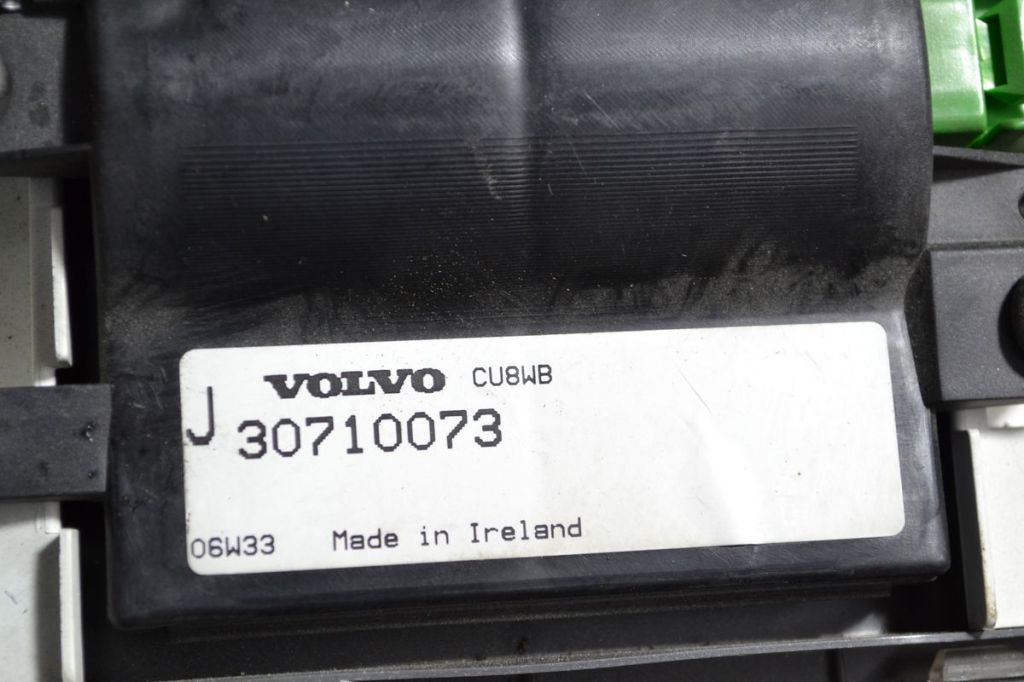 VOLVO CU8WB
J 30710073
06W33 Made in Ireland